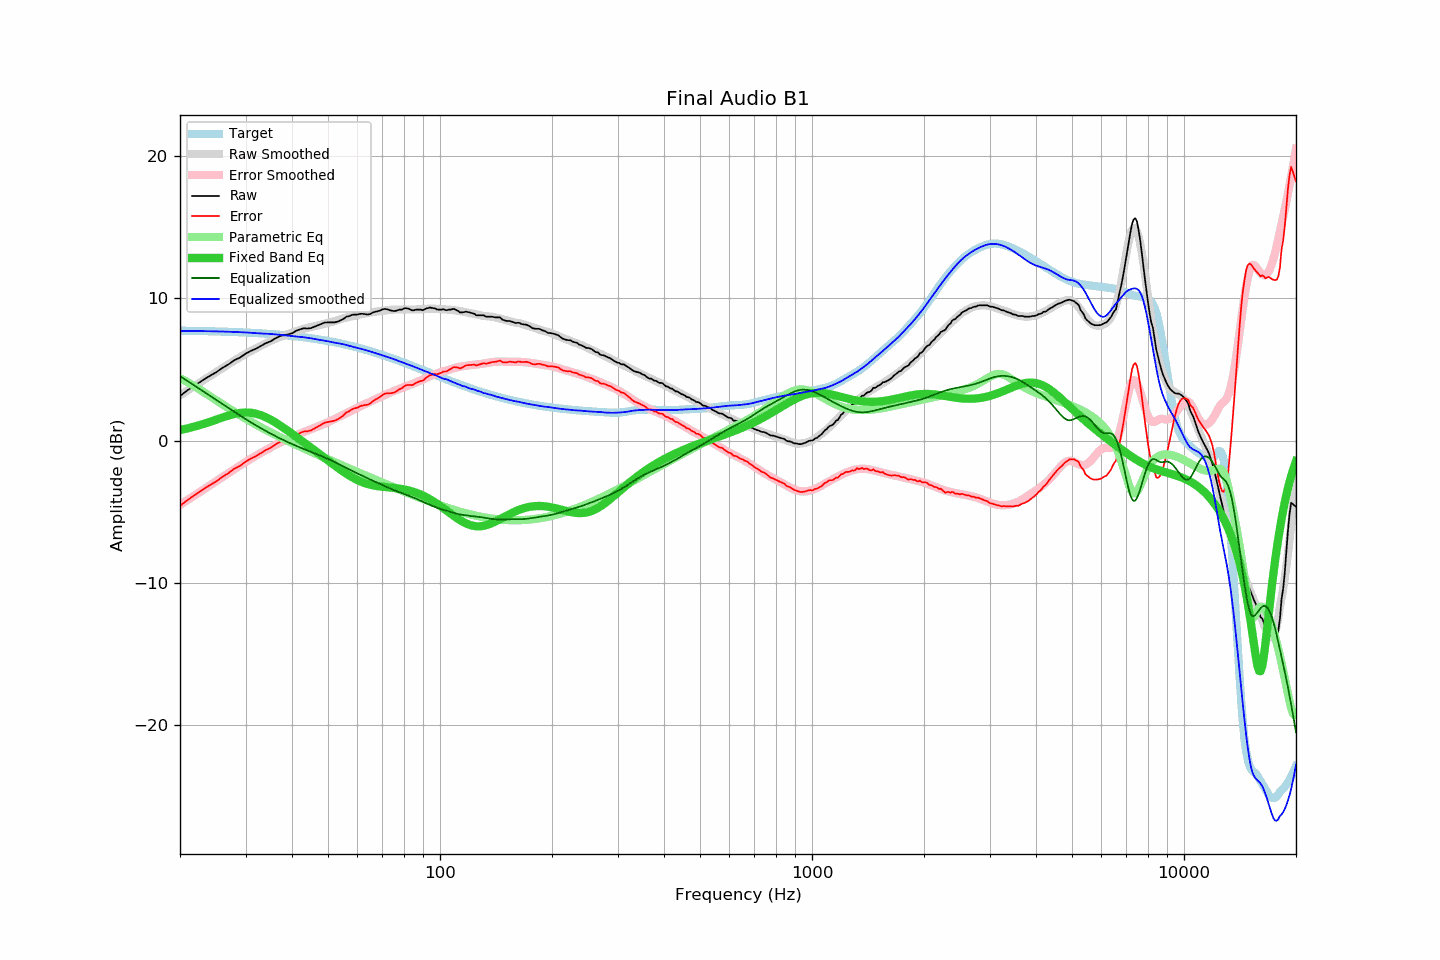 Final Audio B1
Target
Raw Smoothed
Error Smoothed
Raw
Error
Parametric Eq
Fixed Band Eq
Equalization
Equalized smoothed
20
10
0
−10
−20
Amplitude (dBr)
100
1000
10000
Frequency (Hz)